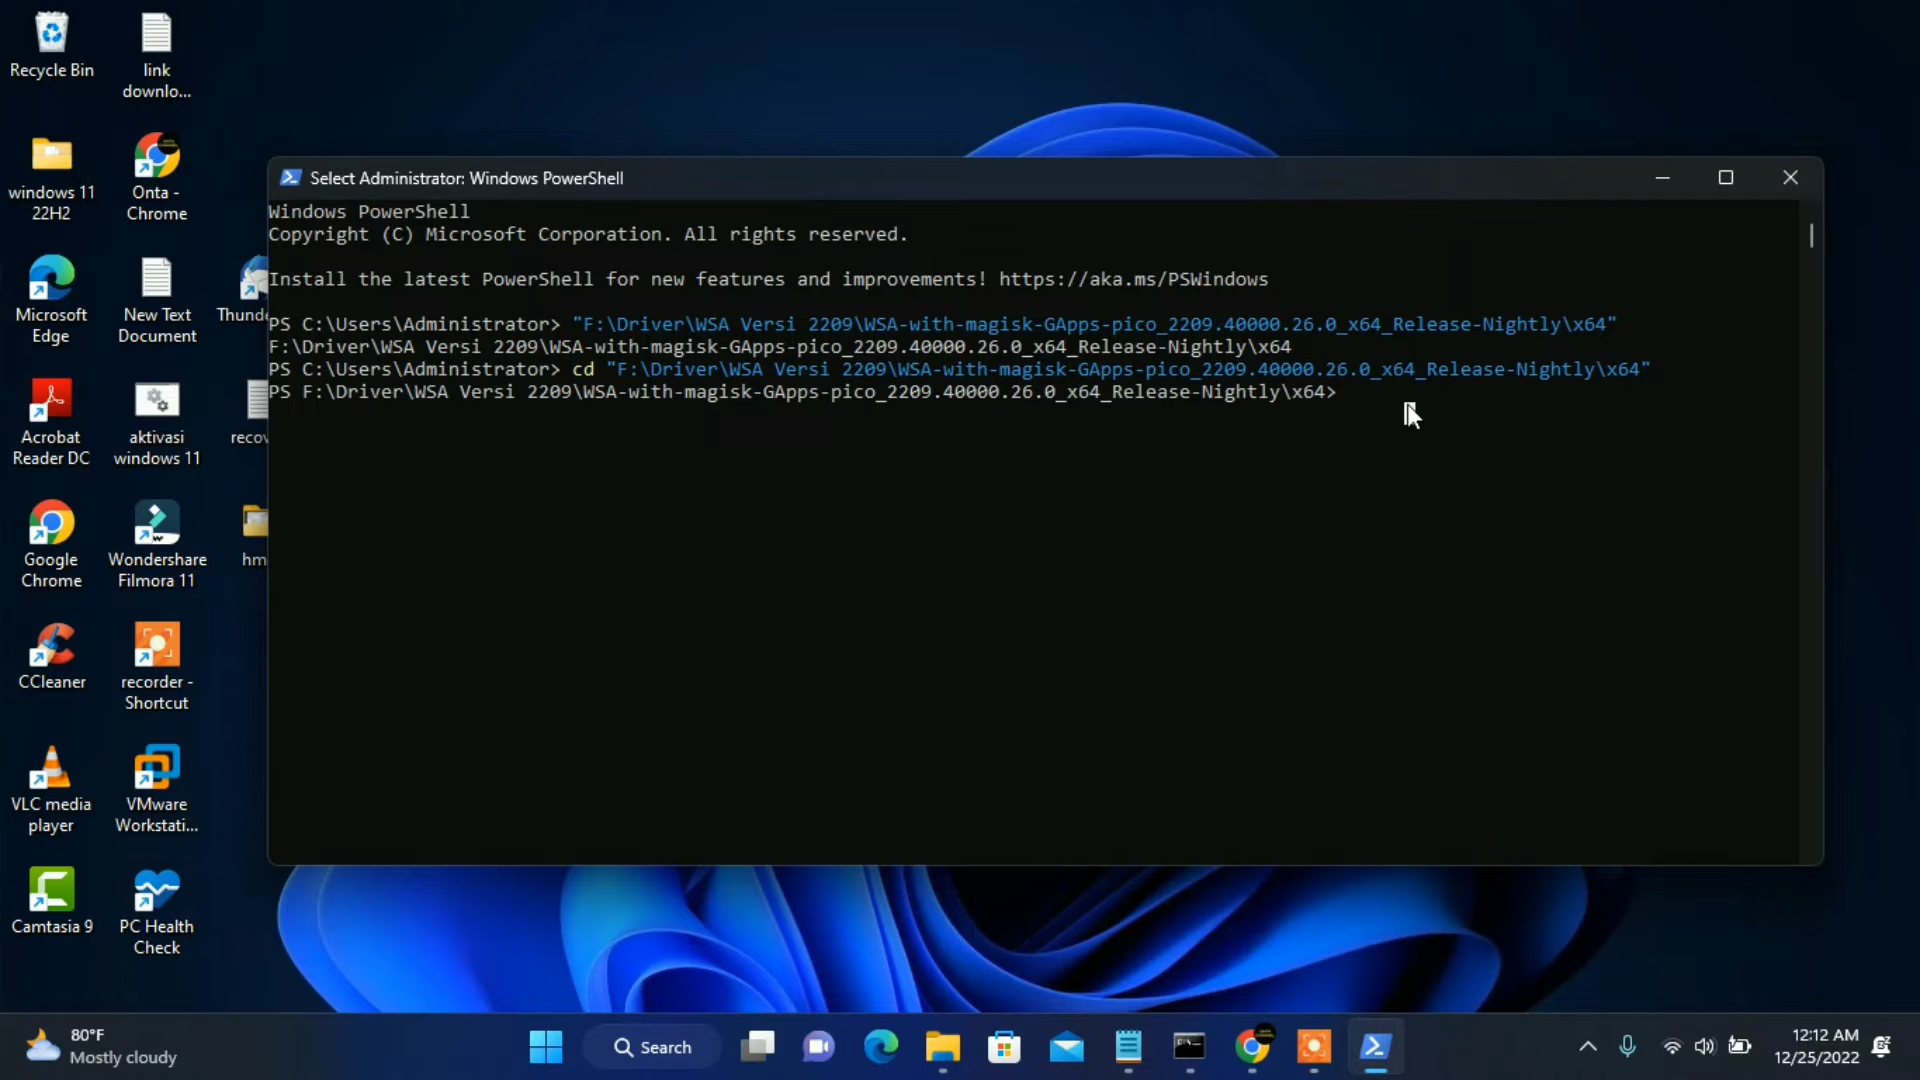 Recycle Bin
link
downlo...
windows 11
22H2
Onta -
Chrome
Microsoft
Edge
New Text
Document
Thund
Acrobat
Reader DC
aktivasi
windows 11
recov
Google
Chrome
Wondershare
Filmora 11
hm
CCleaner
recorder -
Shortcut
VLC media
player
VMware
Workstati...
Camtasia 9
PC Health
Check
Select Administrator: Windows PowerShell
Windows PowerShell
Copyright (C) Microsoft Corporation. All rights reserved.
Install the latest PowerShell for new features and improvements! https://aka.ms/PSWindows
PS C:\Users\Administrator> "F:\Driver\WSA Versi 2209\WSA-with-magisk-GApps-pico_2209.40000.26.0_x64_Release-Nightly\x64"
F:\Driver\WSA Versi 2209\WSA-with-magisk-GApps-pico_2209.40000.26.0_x64_Release-Nightly\x64
PS C:\Users\Administrator> cd "F:\Driver\WSA Versi 2209\WSA-with-magisk-GApps-pico_2209.40000.26.0_x64_Release-Nightly\x64"
PS F:\Driver\WSA Versi 2209\WSA-with-magisk-GApps-pico_2209.40000.26.0_x64_Release-Nightly\x64>
80°F
Mostly cloudy
Search
12:12 AM
12/25/2022